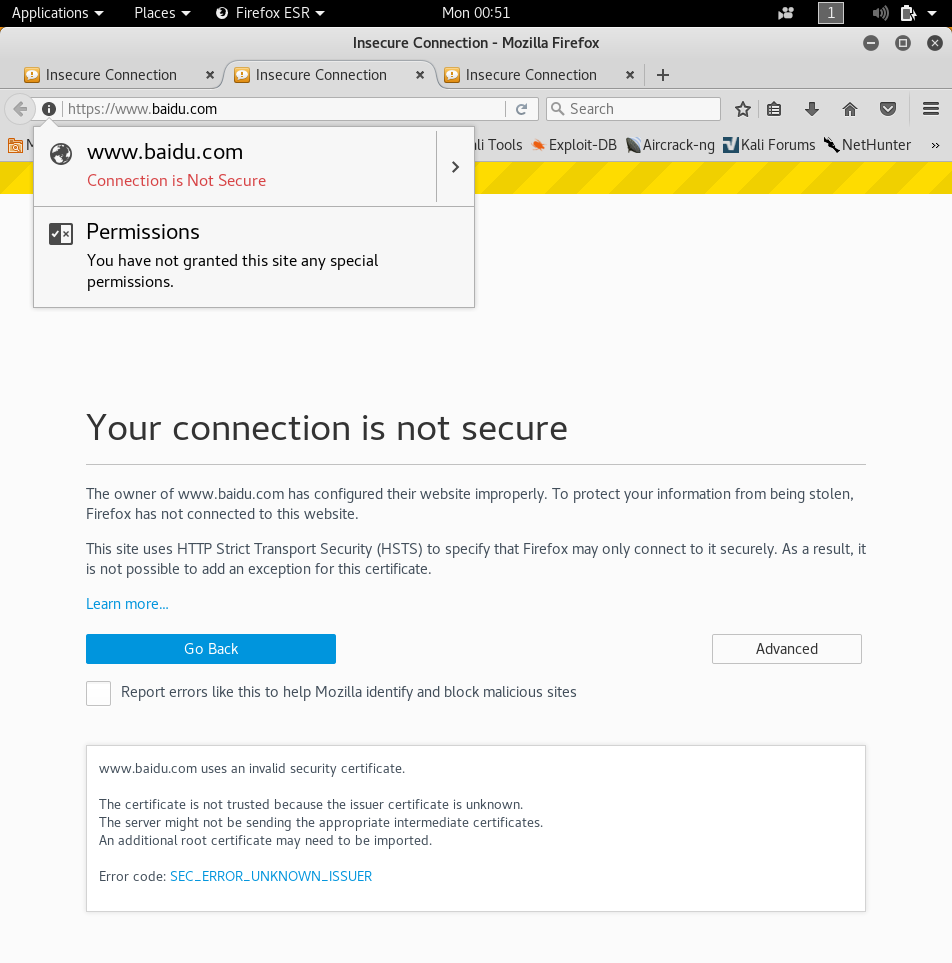 Applications Places Firefox ESR Mon 00:51 1
Insecure Connection - Mozilla Firefox
Insecure Connection Insecure Connection Insecure Connection
https://www.baidu.com Search
M ali Tools Exploit-DB Aircrack-ng Kali Forums NetHunter »
www.baidu.com
Connection is Not Secure
Permissions
You have not granted this site any special
permissions.
Your connection is not secure
The owner of www.baidu.com has configured their website improperly. To protect your information from being stolen,
Firefox has not connected to this website.
This site uses HTTP Strict Transport Security (HSTS) to specify that Firefox may only connect to it securely. As a result, it
is not possible to add an exception for this certificate.
Learn more...
Go Back Advanced
Report errors like this to help Mozilla identify and block malicious sites
www.baidu.com uses an invalid security certificate.
The certificate is not trusted because the issuer certificate is unknown.
The server might not be sending the appropriate intermediate certificates.
An additional root certificate may need to be imported.
Error code: SEC_ERROR_UNKNOWN_ISSUER